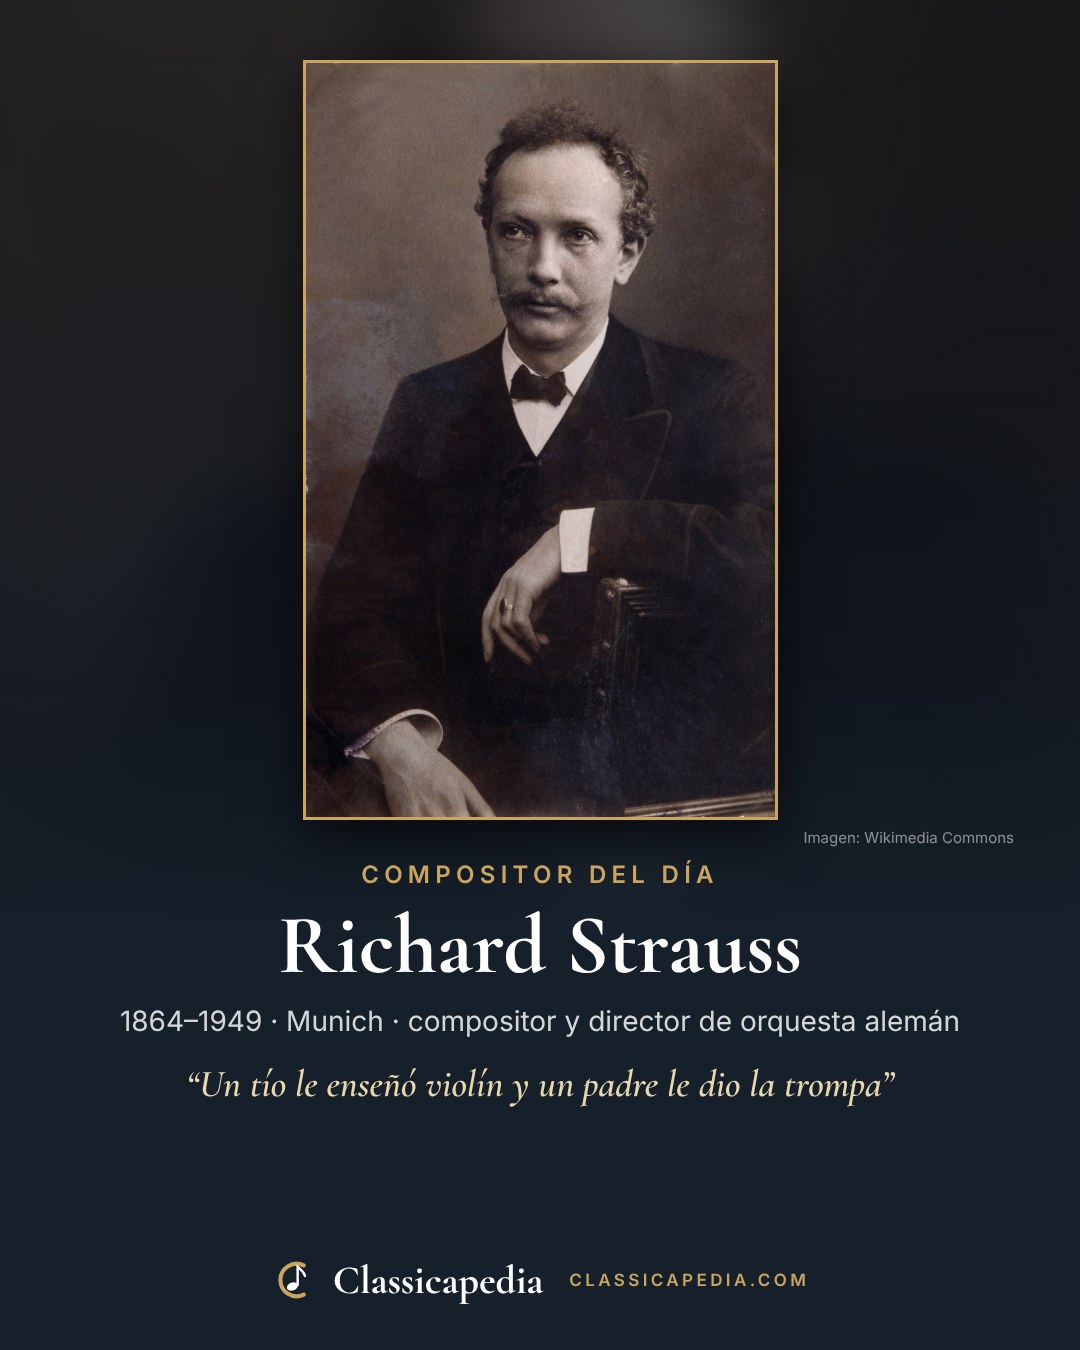 Imagen: Wikimedia Commons
COMPOSITOR DEL DÍA
Richard Strauss
1864–1949 · Munich · compositor y director de orquesta alemán
“Un tío le enseñó violín y un padre le dio la trompa”
Classicapedia CLASSICAPEDIA.COM